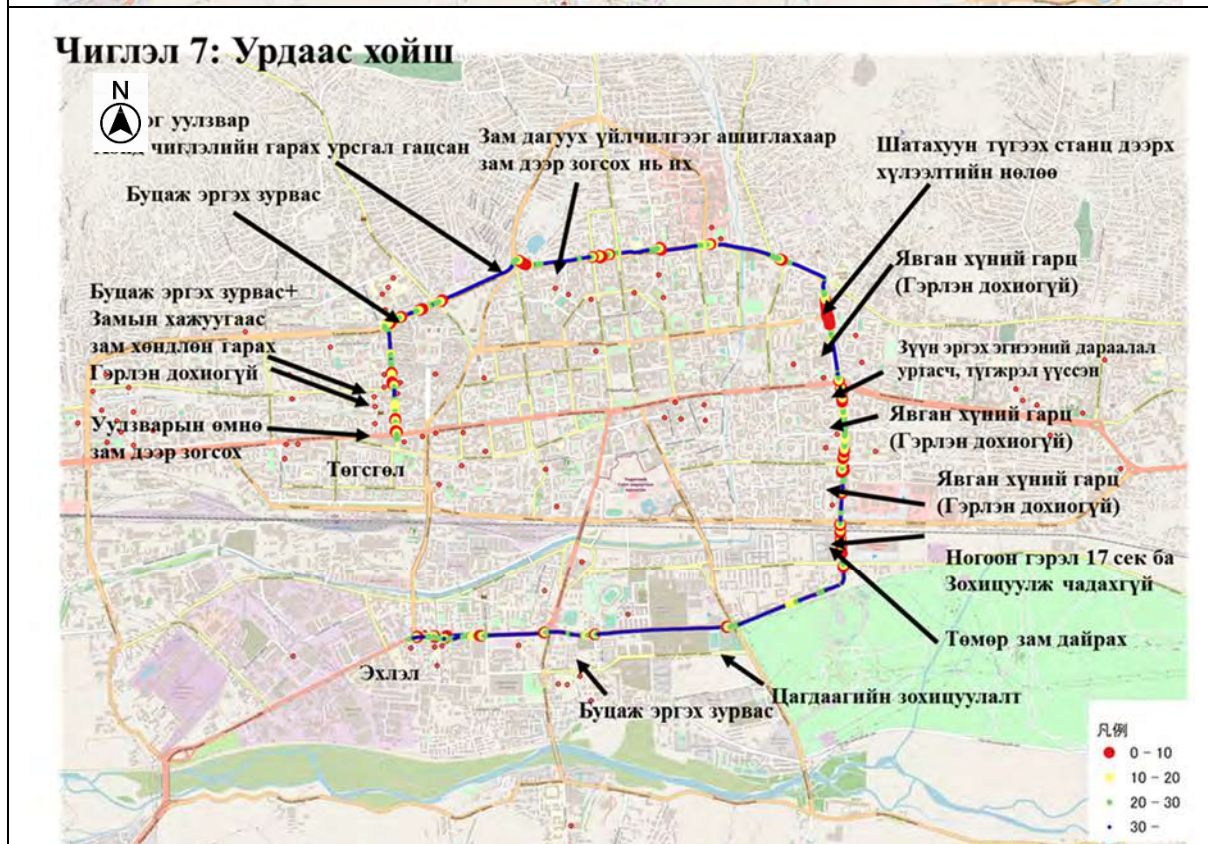 Чиглэл 7: Урдаас хойш
N
уулзвар
чиглэлийн гарах урсгал гацсан
Зам дагуух үйлчилгээг ашиглахаар
зам дээр зогсох нь их
Шатахуун түгээх станц дээрх
хүлээлтийн нөлөө
Буцаж эргэх зурвас
Явган хүний гарц
(Гэрлэн дохиогүй)
Буцаж эргэх зурвас+
Замын хажуугаас
зам хөндлөн гарах
Гэрлэн дохиогүй
Зүүн эргэх эгнээний дараалал
уртасч, түгжрэл үүссэн
Явган хүний гарц
(Гэрлэн дохиогүй)
Уулзварын өмнө
зам дээр зогсох
Төгсгөл
Явган хүний гарц
(Гэрлэн дохиогүй)
Ногоон гэрэл 17 сек ба
Зохицуулж чадахгүй
Төмөр зам дайрах
Эхлэл
Буцаж эргэх зурвас
Цагдаагийн зохицуулалт
凡例
0 - 10
10 - 20
20 - 30
30 -